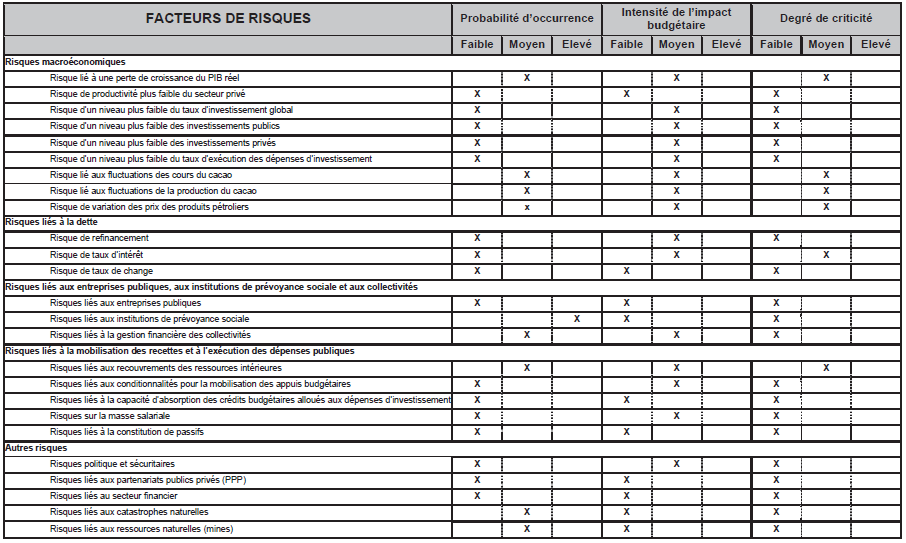 FACTEURS DE RISQUES Probabilité d'occurrence Intensité de l'impact budgétaire Degré de criticité
Faible Moyen Elevé Faible Moyen Elevé Faible Moyen Elevé
Risques macroéconomiques
Risque lié à une perte de croissance du PIB réel X X X
Risque de productivité plus faible du secteur privé X X X
Risque d'un niveau plus faible du taux d'investissement global X X X
Risque d'un niveau plus faible des investissements publics X X X
Risque d'un niveau plus faible des investissements privés X X X
Risque d'un niveau plus faible du taux d'exécution des dépenses d'investissement X X X
Risque lié aux fluctuations des cours du cacao X X X
Risque lié aux fluctuations de la production du cacao X X X
Risque de variation des prix des produits pétroliers x X X
Risques liés à la dette
Risque de refinancement X X X
Risque de taux d'intérêt X X X
Risque de taux de change X X X
Risques liés aux entreprises publiques, aux institutions de prévoyance sociale et aux collectivités
Risques liés aux entreprises publiques X X X
Risques liés aux institutions de prévoyance sociale X X X
Risques liés à la gestion financière des collectivités X X X
Risques liés à la mobilisation des recettes et à l'exécution des dépenses publiques
Risques liés aux recouvrements des ressources intérieures X X X
Risques liés aux conditionnalités pour la mobilisation des appuis budgétaires X X X
Risques liés à la capacité d'absorption des crédits budgétaires alloués aux dépenses d'investissement X X X
Risques sur la masse salariale X X X
Risques liés à la constitution de passifs X X X
Autres risques
Risques politique et sécuritaires X X X
Risques liés aux partenariats publics privés (PPP) X X X
Risques liés au secteur financier X X X
Risques liés aux catastrophes naturelles X X X
Risques liés aux ressources naturelles (mines) X X X